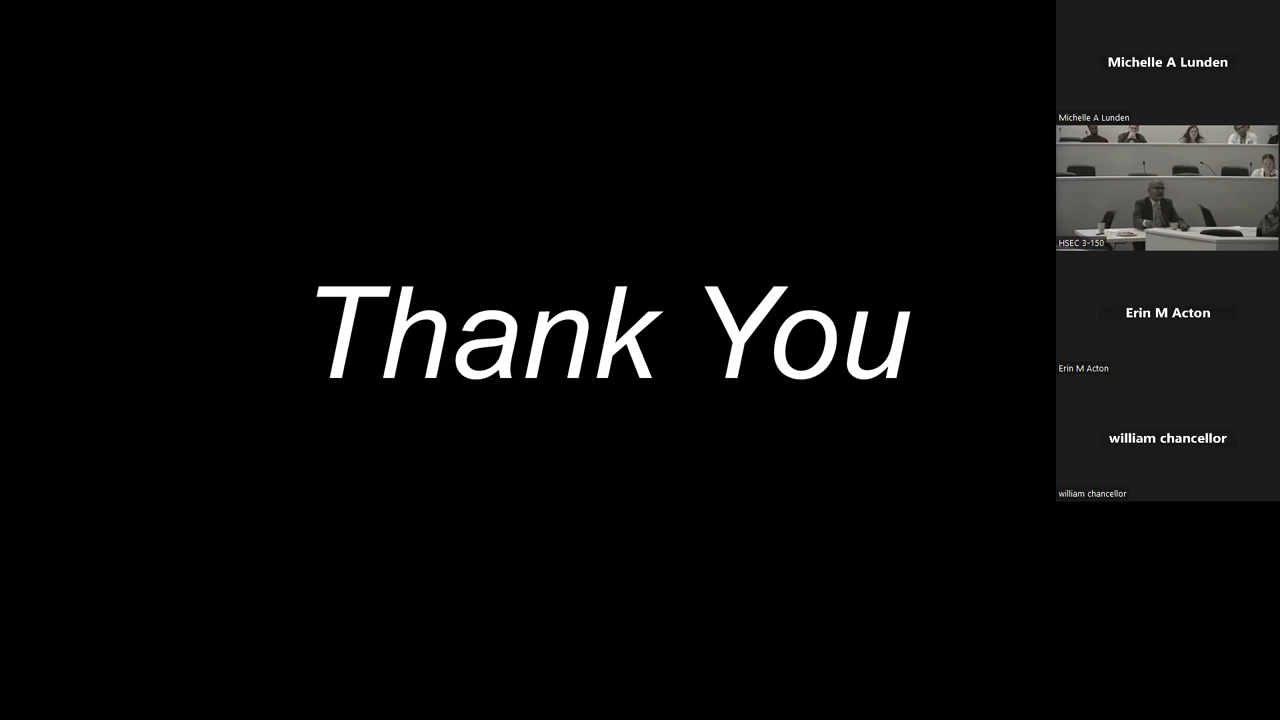 Thank You
Michelle A Lunden
Michelle A Lunden
HSEC 3-150
Erin M Acton
Erin M Acton
william chancellor
william chancellor